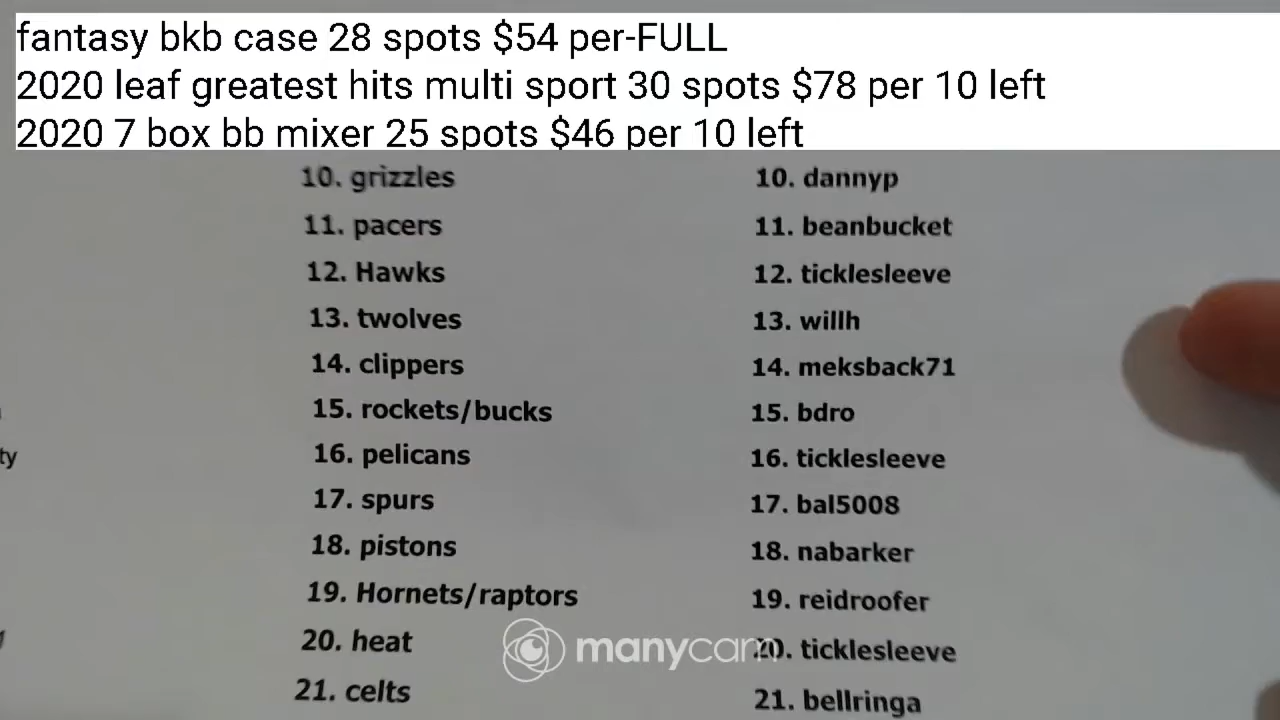 fantasy bkb case 28 spots $54 per-FULL
2020 leaf greatest hits multi sport 30 spots $78 per 10 left
2020 7 box bb mixer 25 spots $46 per 10 left
10. grizzles
11. pacers
12. Hawks
13. twolves
14. clippers
15. rockets/bucks
16. pelicans
17. spurs
18. pistons
19. Hornets/raptors
20. heat
21. celts
10. dannyp
11. beanbucket
12. ticklesleeve
13. willh
14. meksback71
15. bdro
16. ticklesleeve
17. bal5008
18. nabarker
19. reidroofer
20. ticklesleeve
21. bellringa
ty
manycam